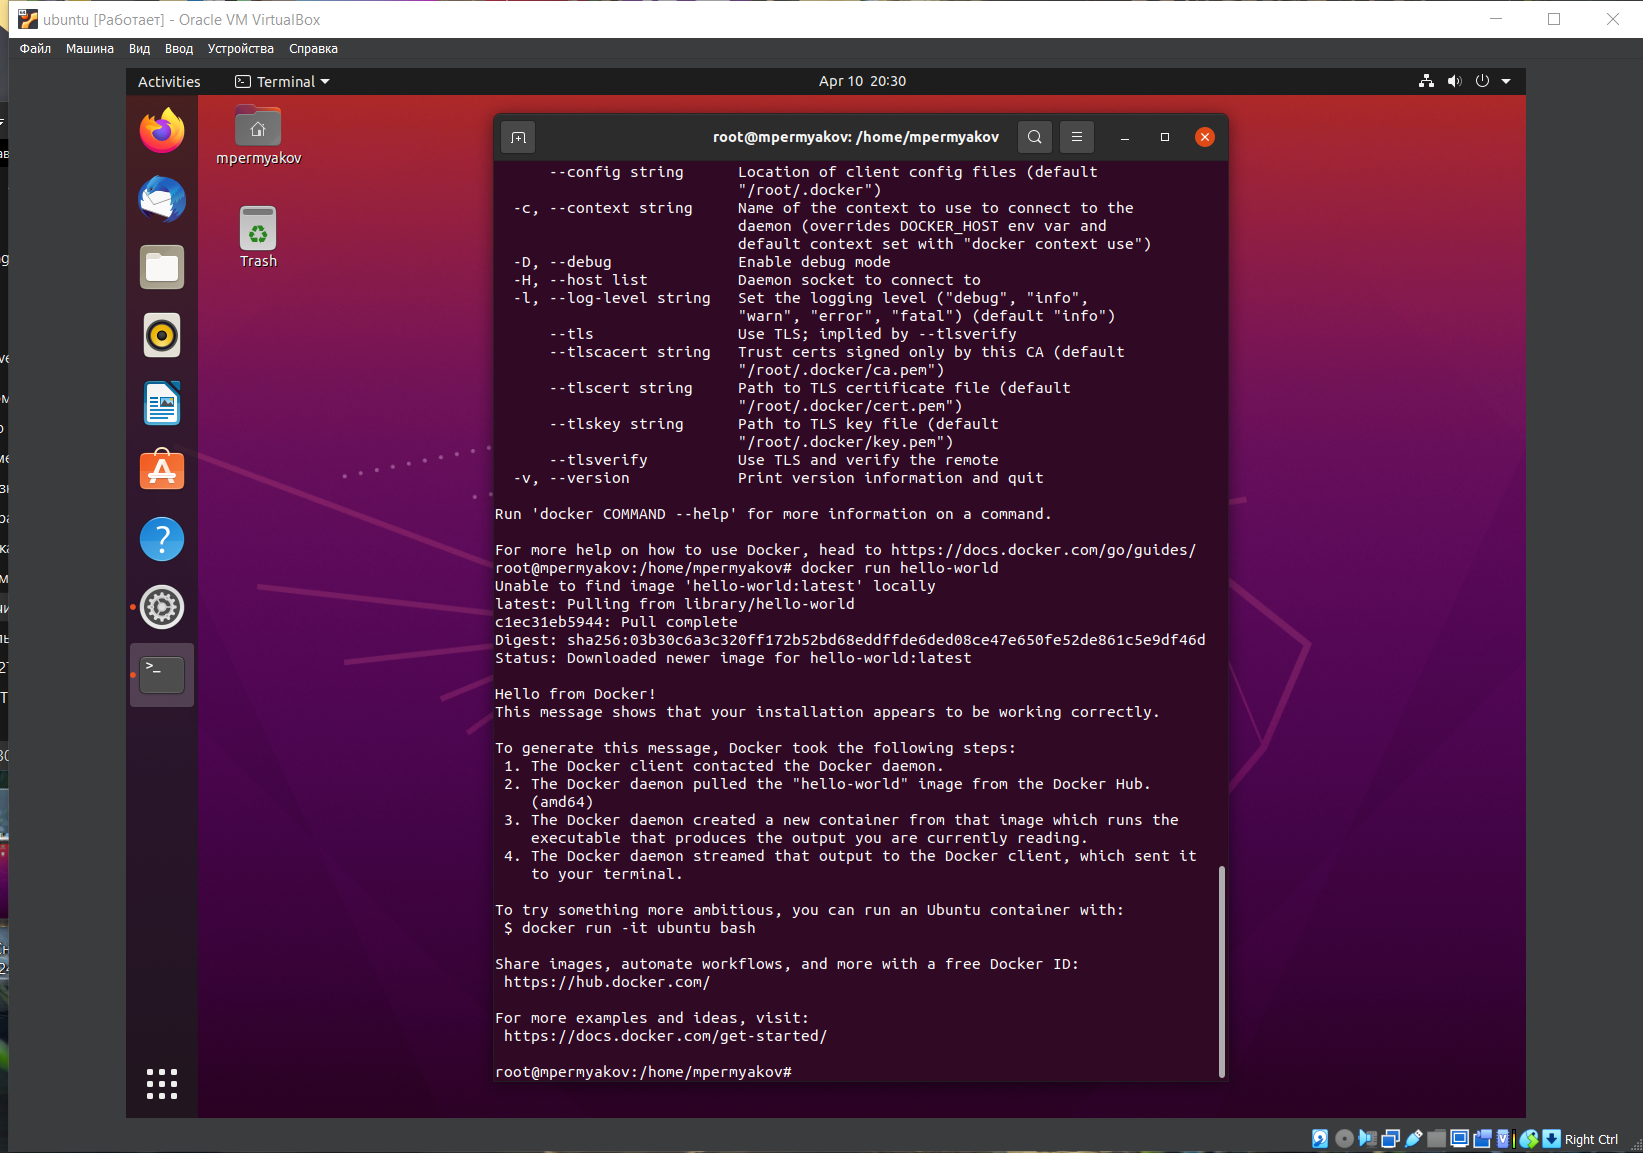 ubuntu [Работает] - Oracle VM VirtualBox
Файл Машина Вид Ввод Устройства Справка
Activities Terminal Apr 10 20:30
mpermyakov
Trash
root@mpermyakov: /home/mpermyakov
--config string Location of client config files (default
"/root/.docker")
-c, --context string Name of the context to use to connect to the
daemon (overrides DOCKER_HOST env var and
default context set with "docker context use")
-D, --debug Enable debug mode
-H, --host list Daemon socket to connect to
-l, --log-level string Set the logging level ("debug", "info",
"warn", "error", "fatal") (default "info")
--tls Use TLS; implied by --tlsverify
--tlscacert string Trust certs signed only by this CA (default
"/root/.docker/ca.pem")
--tlscert string Path to TLS certificate file (default
"/root/.docker/cert.pem")
--tlskey string Path to TLS key file (default
"/root/.docker/key.pem")
--tlsverify Use TLS and verify the remote
-v, --version Print version information and quit
Run 'docker COMMAND --help' for more information on a command.
For more help on how to use Docker, head to https://docs.docker.com/go/guides/
root@mpermyakov:/home/mpermyakov# docker run hello-world
Unable to find image 'hello-world:latest' locally
latest: Pulling from library/hello-world
c1ec31eb5944: Pull complete
Digest: sha256:03b30c6a3c320ff172b52bd68eddffde6ded08ce47e650fe52de861c5e9df46d
Status: Downloaded newer image for hello-world:latest
Hello from Docker!
This message shows that your installation appears to be working correctly.
To generate this message, Docker took the following steps:
1. The Docker client contacted the Docker daemon.
2. The Docker daemon pulled the "hello-world" image from the Docker Hub.
(amd64)
3. The Docker daemon created a new container from that image which runs the
executable that produces the output you are currently reading.
4. The Docker daemon streamed that output to the Docker client, which sent it
to your terminal.
To try something more ambitious, you can run an Ubuntu container with:
$ docker run -it ubuntu bash
Share images, automate workflows, and more with a free Docker ID:
https://hub.docker.com/
For more examples and ideas, visit:
https://docs.docker.com/get-started/
root@mpermyakov:/home/mpermyakov#
Right Ctrl